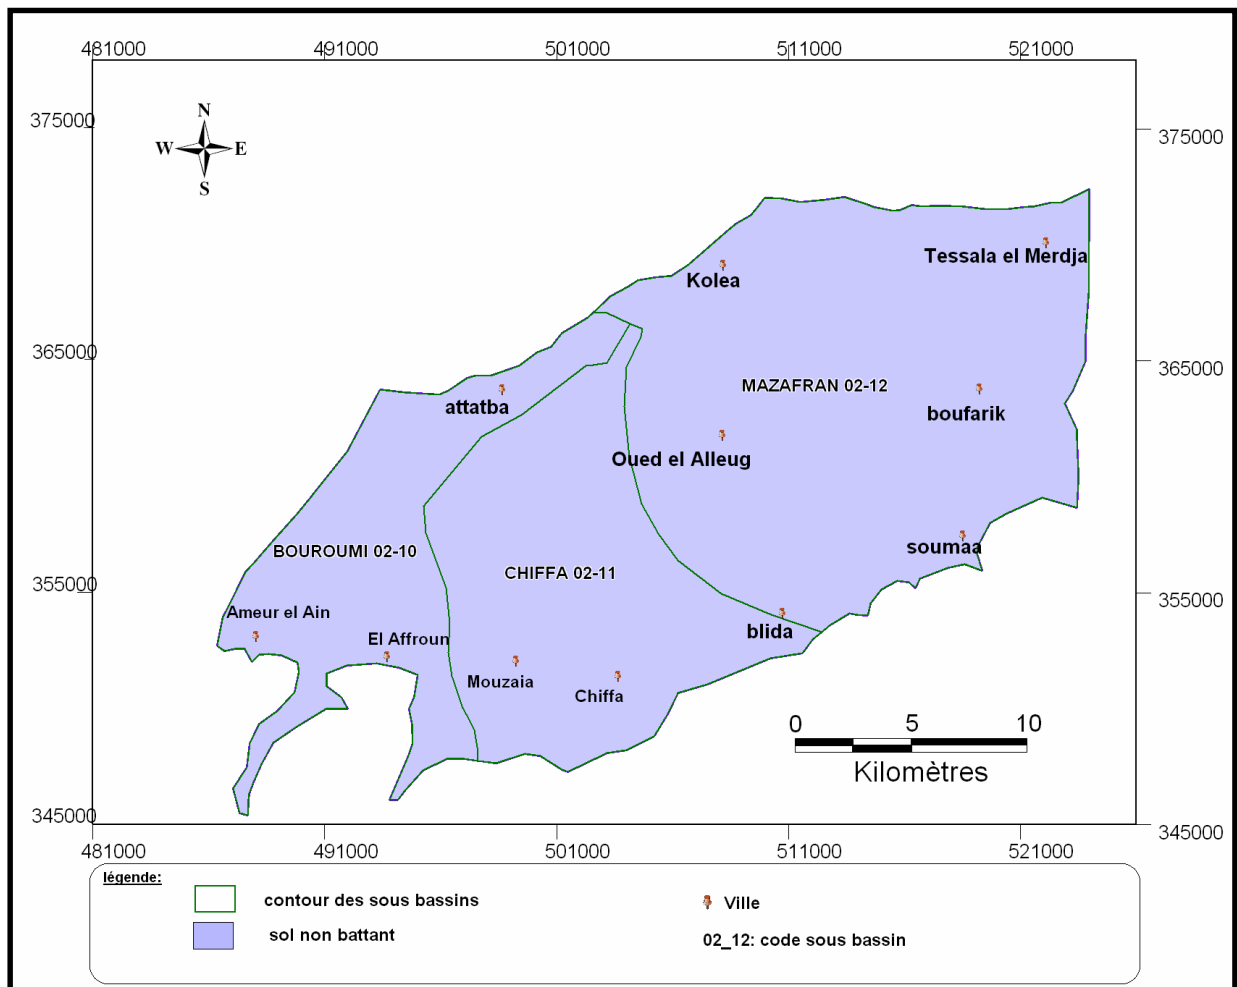 481000 491000 501000 511000 521000
375000 375000
N
W E
S
Tessala el Merdja
Kolea
365000 365000
MAZAFRAN 02-12
attatba
boufarik
Oued el Alleug
soumaa
BOUROUMI 02-10
CHIFFA 02-11
355000 355000
Ameur el Ain
blida
El Affroun
Mouzaia
Chiffa
0 5 10
Kilomètres
345000 345000
481000 491000 501000 511000 521000
légende:
contour des sous bassins
Ville
sol non battant
02_12: code sous bassin